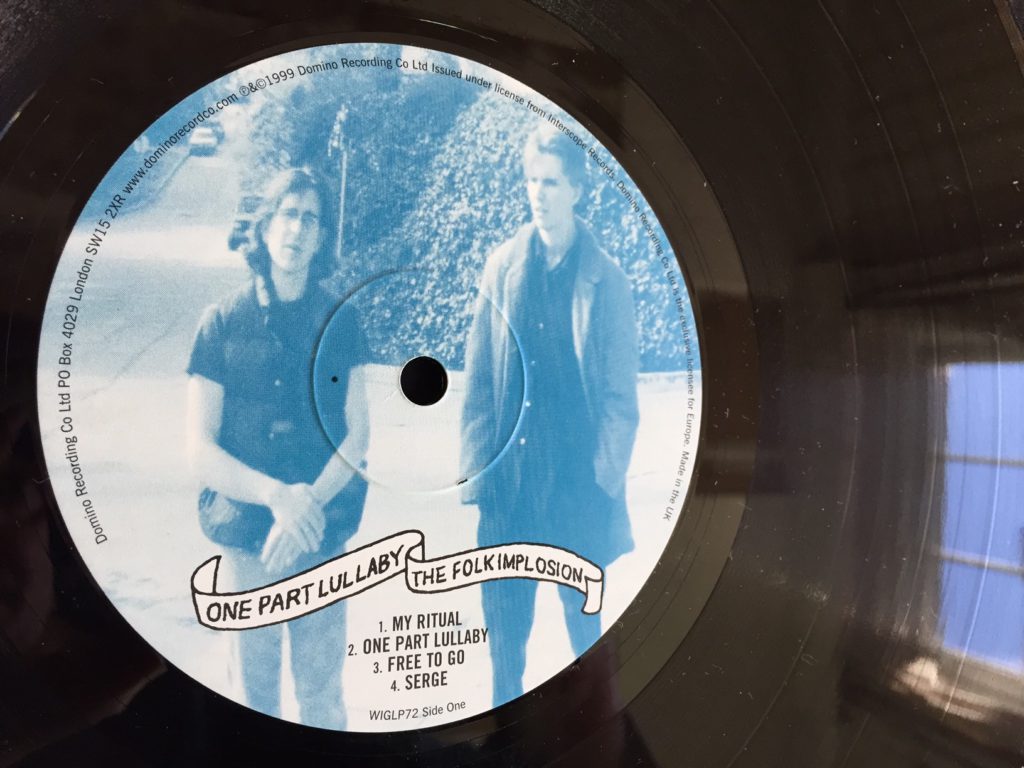 Domino Recording Co Ltd PO Box 4029 London SW15 2XR www.dominorecordco.com ℗&©1999 Domino Recording Co Ltd Issued under license from Interscope Records. Domino Recording Co Ltd is the exclusive licensee for Europe. Made in the UK
ONE PART LULLABY
THE FOLK IMPLOSION
1. MY RITUAL
2. ONE PART LULLABY
3. FREE TO GO
4. SERGE
WIGLP72 Side One